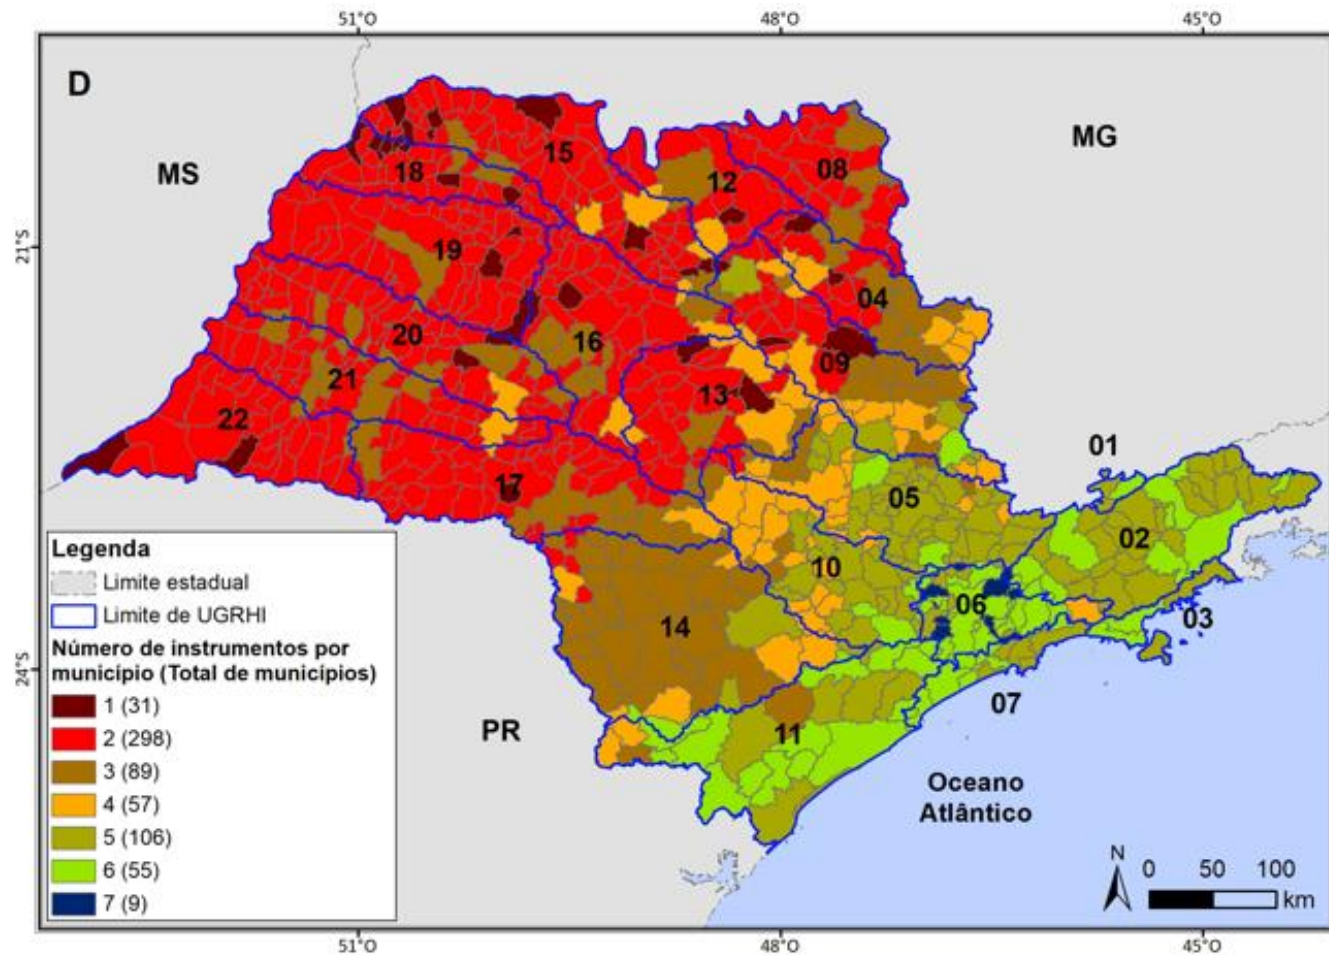 51°O
48°O
45°O
D
MG
MS
15
18
12
08
21°S
19
04
20
16
09
21
13
22
01
17
05
02
10
06
03
14
24°S
07
11
PR
Oceano
Atlântico
Legenda
Limite estadual
Limite de UGRHI
Número de instrumentos por
município (Total de municípios)
1 (31)
2 (298)
3 (89)
4 (57)
5 (106)
6 (55)
7 (9)
N
0 50 100
km
51°O
48°O
45°O